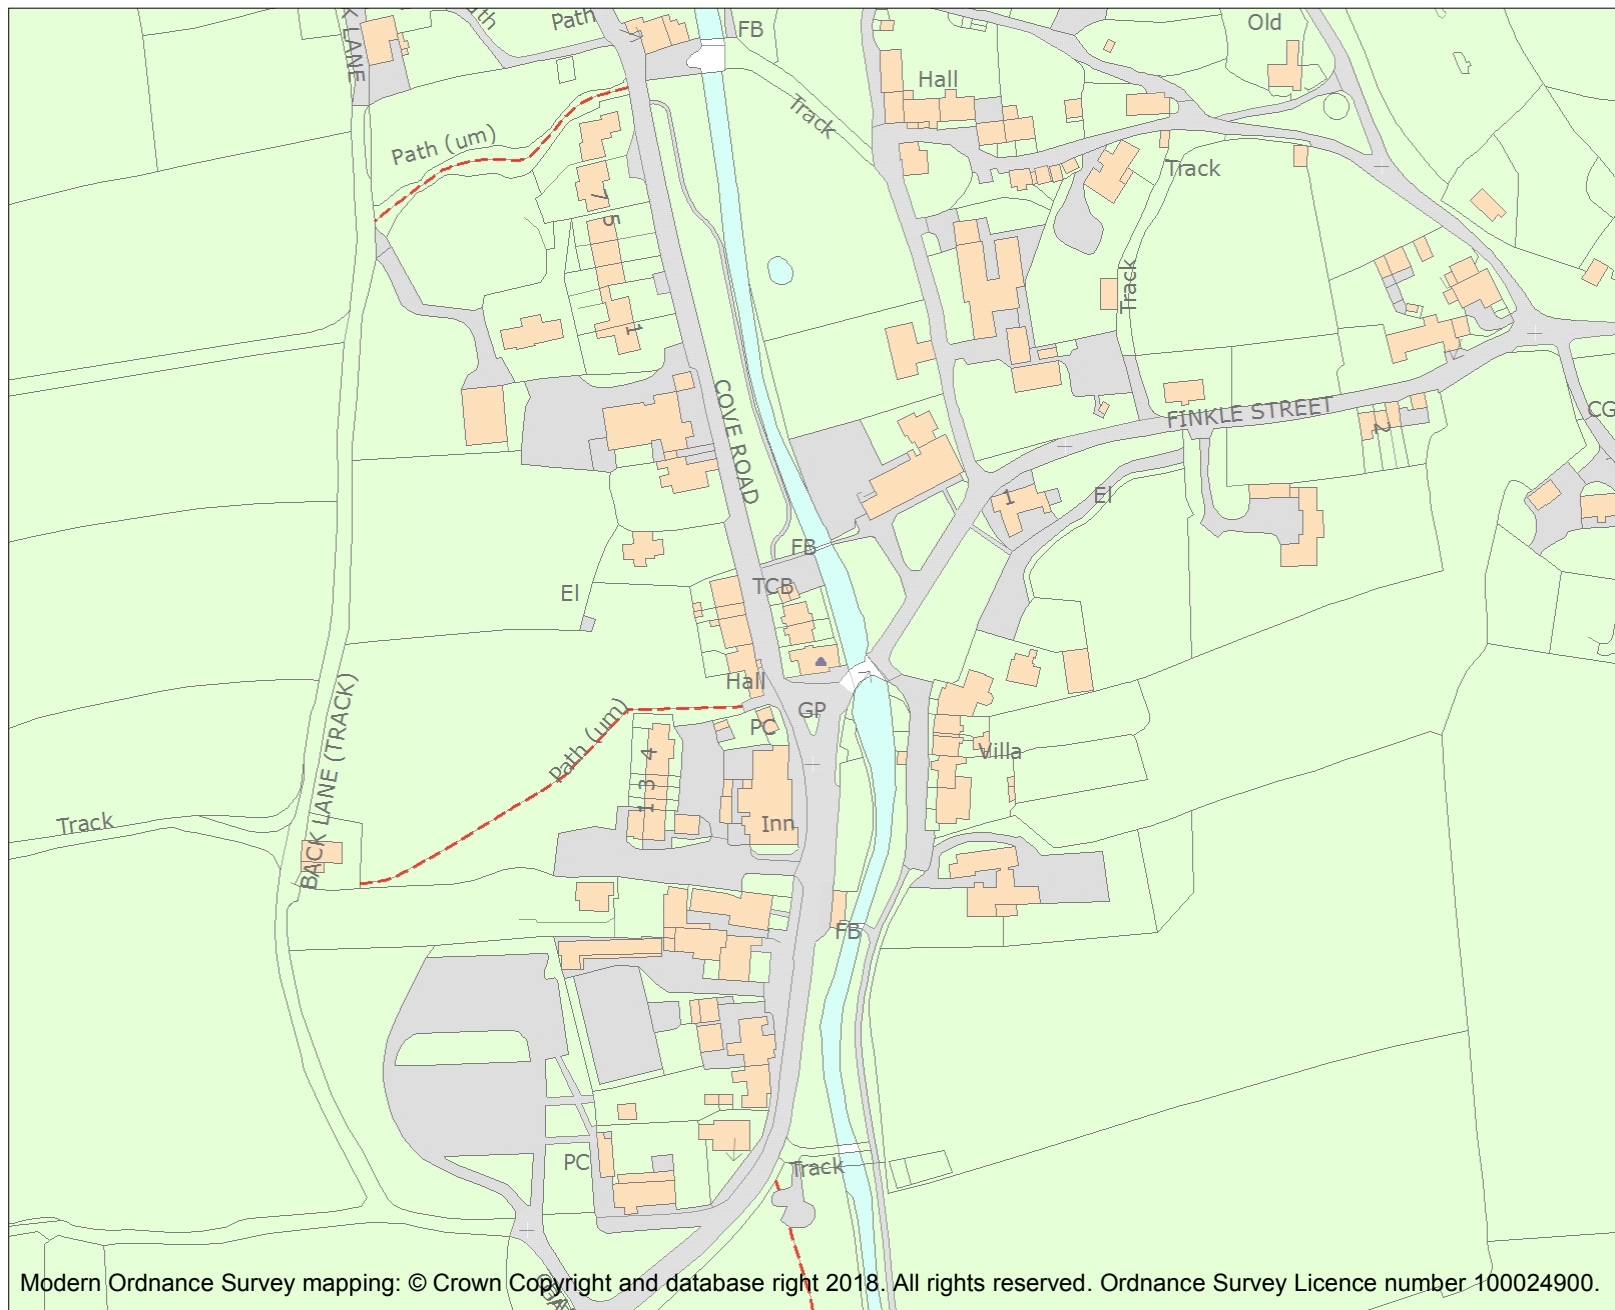 Path
FB
Old
LANE
Hall
Track
Path (um)
Track
7
5
Track
1
COVE ROAD
FINKLE STREET
2
1
El
FB
TCB
El
Hall
GP
PC
Path (um)
BACK LANE (TRACK)
4
Villa
3
1
Track
Inn
FB
PC
Track
Modern Ordnance Survey mapping: © Crown Copyright and database right 2018. All rights reserved. Ordnance Survey Licence number 100024900.